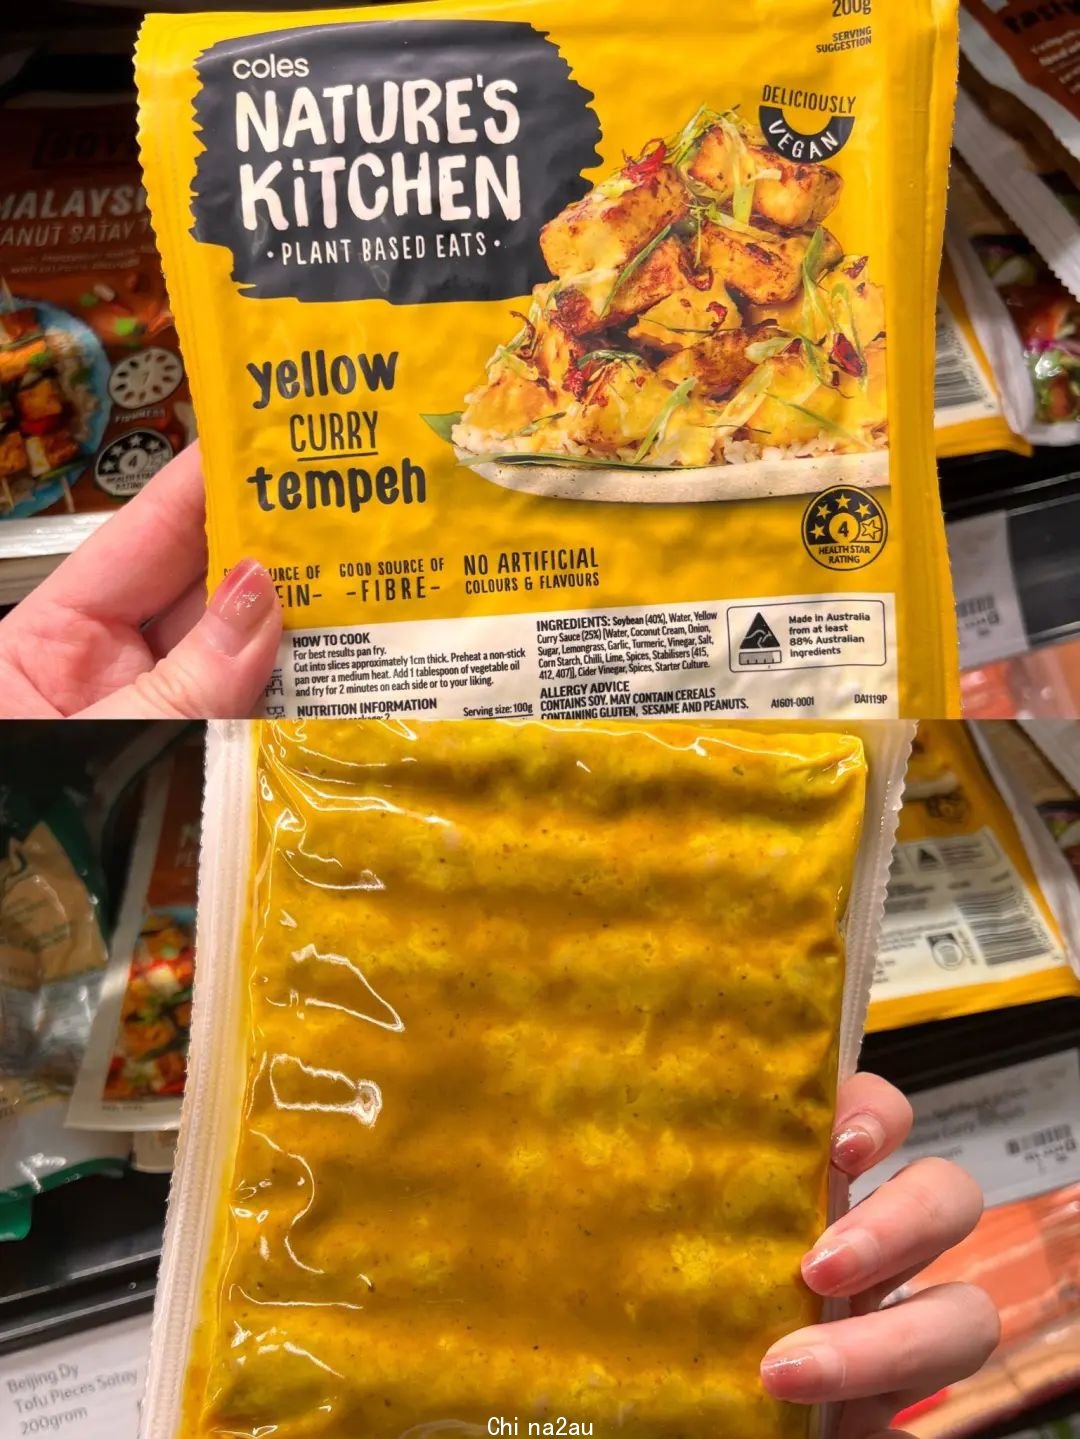 200g
SERVING
SUGGESTION
coles
NATURE'S
KiTCHEN
• PLANT BASED EATS •
DELICIOUSLY
VEGAN
yellow
CURRY
tempeh
4
HEALTH STAR
RATING
URCE OF
EIN-
GOOD SOURCE OF
-FIBRE-
NO ARTIFICIAL
COLOURS & FLAVOURS
HOW TO COOK
For best results pan fry.
Cut into slices approximately 1cm thick. Preheat a non-stick
pan over a medium heat. Add 1 tablespoon of vegetable oil
and fry for 2 minutes on each side or to your liking.
NUTRITION INFORMATION
Serving size: 100g
INGREDIENTS: Soybean (40%), Water, Yellow
Curry Sauce (25%) [Water, Coconut Cream, Onion,
Sugar, Lemongrass, Garlic, Turmeric, Vinegar, Salt,
Corn Starch, Chilli, Lime, Spices, Stabilisers (415,
412, 407)], Cider Vinegar, Spices, Starter Culture.
ALLERGY ADVICE
CONTAINS SOY. MAY CONTAIN CEREALS
CONTAINING GLUTEN, SESAME AND PEANUTS.
Made in Australia
from at least
88% Australian
ingredients
A1601-0001
DA1119P
MALAYSI
ANUT SATAY
Beijing Dy
Tofu Pieces Satay
200gram
Chi na2au